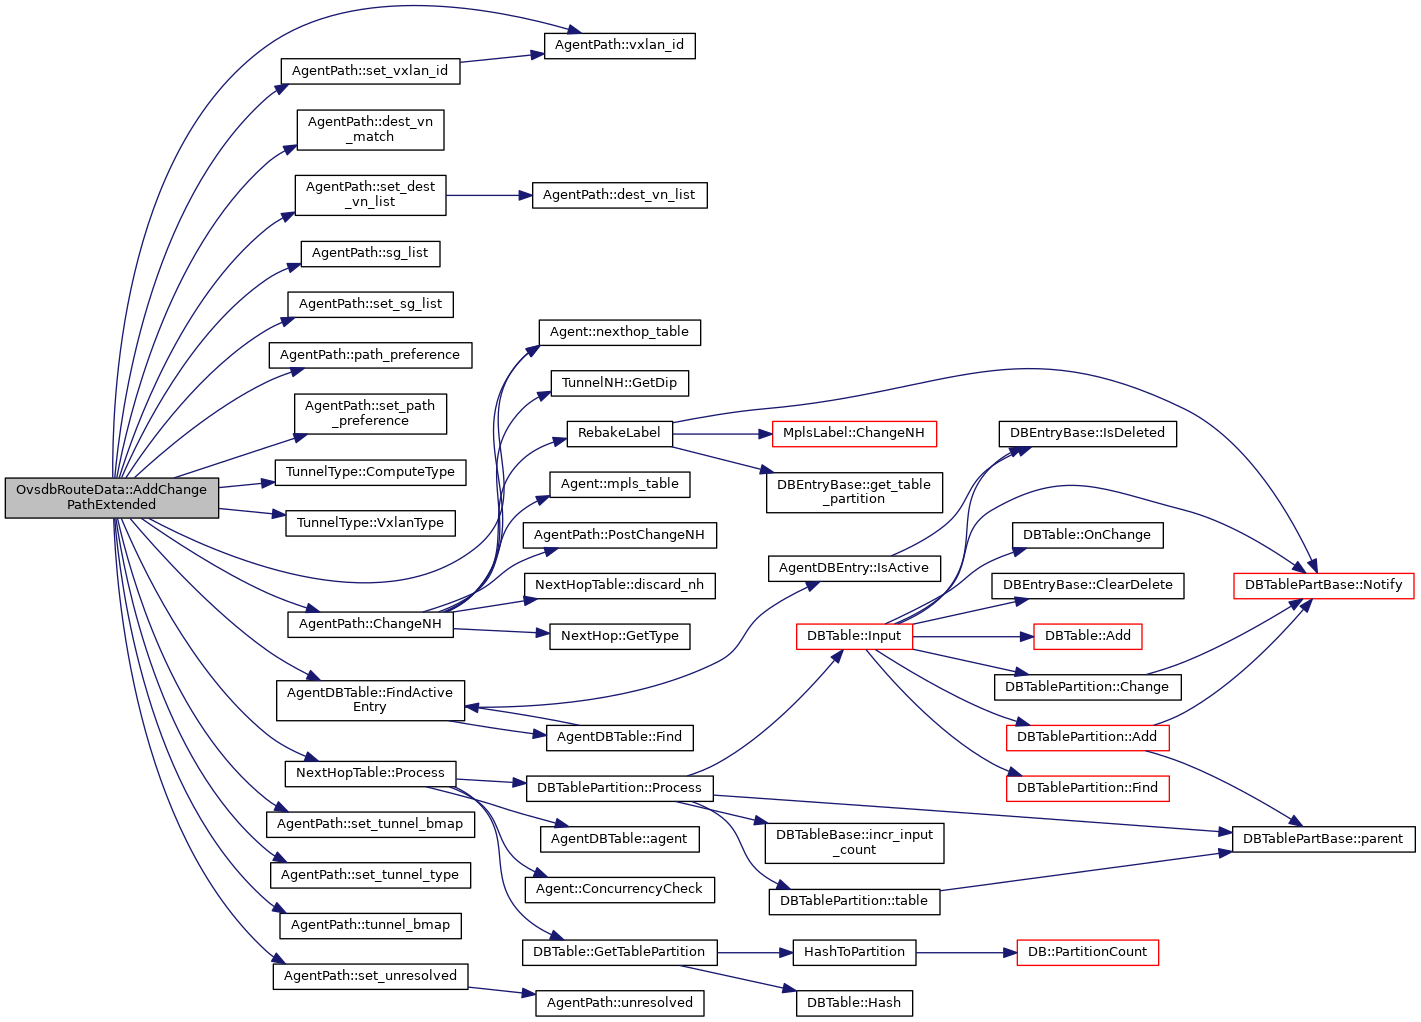 OvsdbRouteData::AddChange
PathExtended
AgentPath::vxlan_id
AgentPath::set_vxlan_id
AgentPath::dest_vn
_match
AgentPath::set_dest
_vn_list
AgentPath::dest_vn_list
AgentPath::sg_list
AgentPath::set_sg_list
AgentPath::path_preference
AgentPath::set_path
_preference
TunnelType::ComputeType
TunnelType::VxlanType
AgentPath::ChangeNH
AgentDBTable::FindActive
Entry
NextHopTable::Process
AgentPath::set_tunnel_bmap
AgentPath::set_tunnel_type
AgentPath::tunnel_bmap
AgentPath::set_unresolved
Agent::nexthop_table
TunnelNH::GetDip
RebakeLabel
Agent::mpls_table
AgentPath::PostChangeNH
NextHopTable::discard_nh
NextHop::GetType
AgentDBTable::Find
DBTablePartition::Process
AgentDBTable::agent
Agent::ConcurrencyCheck
DBTable::GetTablePartition
AgentPath::unresolved
MplsLabel::ChangeNH
DBEntryBase::get_table
_partition
AgentDBEntry::IsActive
DBTable::Input
DBTableBase::incr_input
_count
DBTablePartition::table
HashToPartition
DBTable::Hash
DBEntryBase::IsDeleted
DBTable::OnChange
DBEntryBase::ClearDelete
DBTable::Add
DBTablePartition::Change
DBTablePartition::Add
DBTablePartition::Find
DB::PartitionCount
DBTablePartBase::Notify
DBTablePartBase::parent